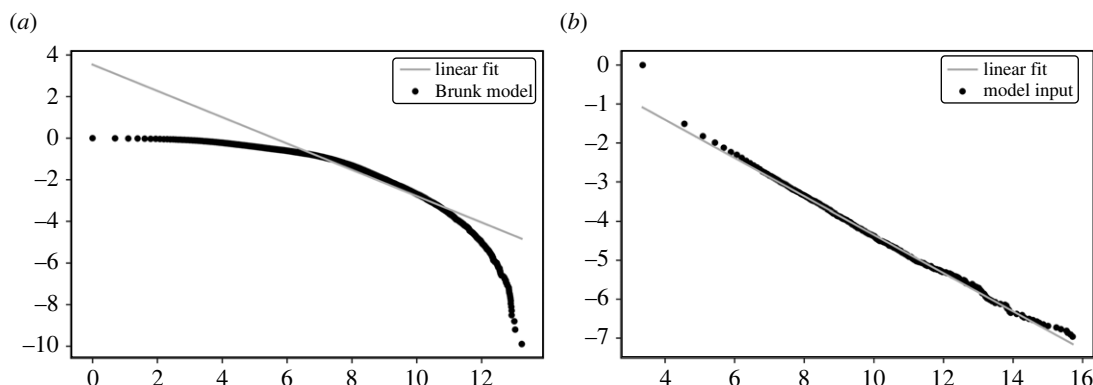 (a)
4
2
0
–2
–4
–6
–8
–10
0 2 4 6 8 10 12
linear fit
Brunk model
(b)
0
–1
–2
–3
–4
–5
–6
–7
4 6 8 10 12 14 16
linear fit
model input